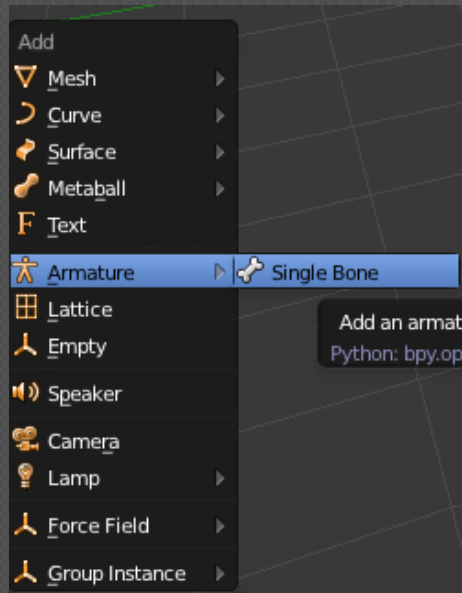 Add
Mesh
Curve
Surface
Metaball
Text
Armature
Single Bone
Add an armat
Python: bpy.op
Lattice
Empty
Speaker
Camera
Lamp
Force Field
Group Instance